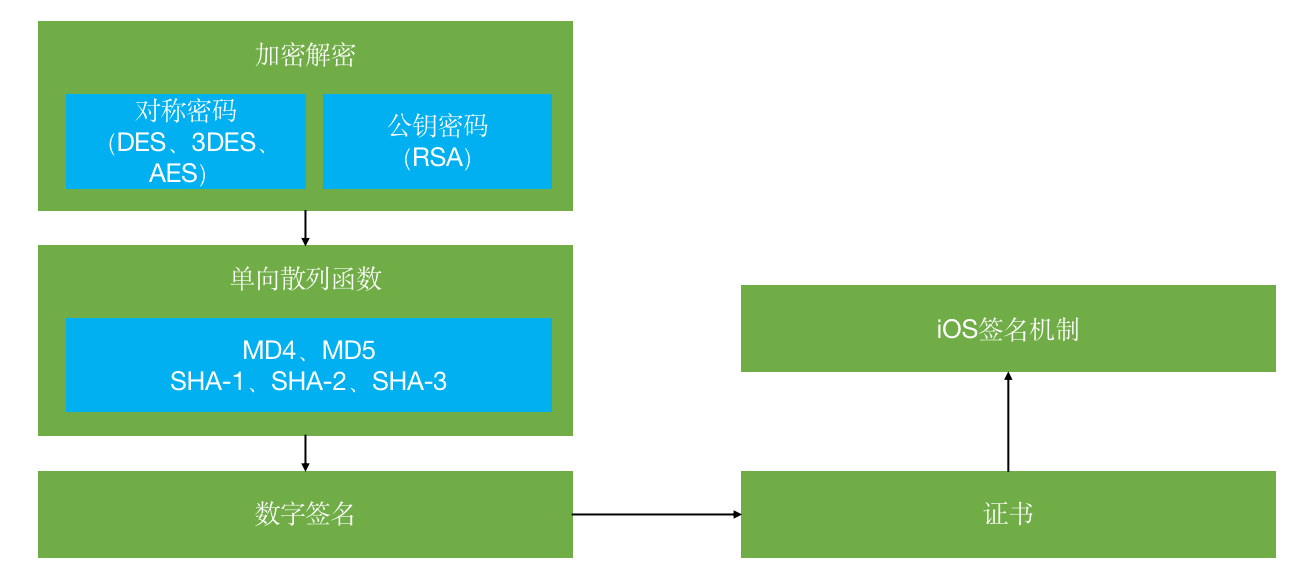 加密解密
对称密码
(DES、3DES、
AES)
公钥密码
(RSA)
单向散列函数
MD4、MD5
SHA-1、SHA-2、SHA-3
数字签名
证书
iOS签名机制